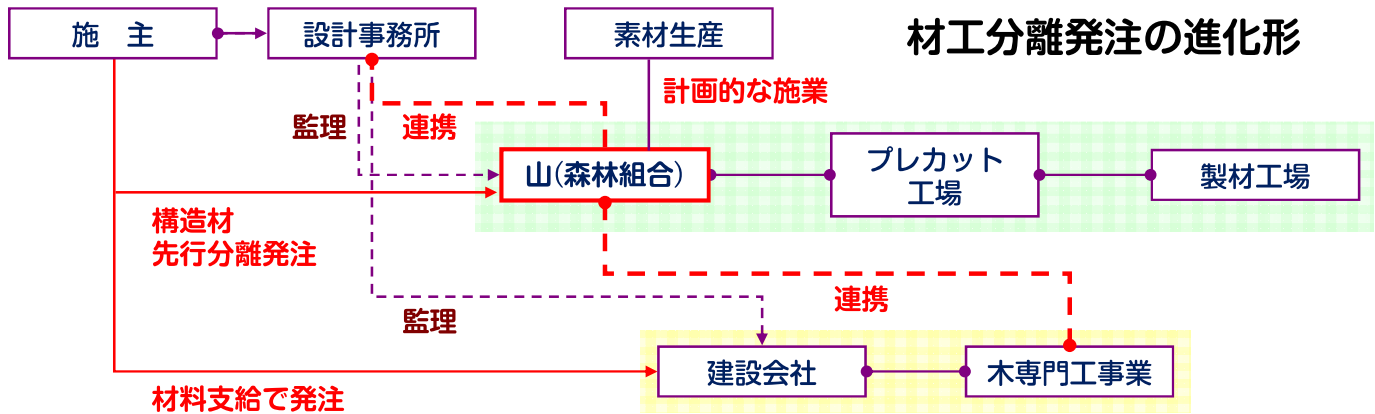 施　主
設計事務所
素材生産
材工分離発注の進化形
計画的な施業
監理
連携
山(森林組合)
プレカット
工場
製材工場
構造材
先行分離発注
連携
監理
建設会社
木専門工事業
材料支給で発注